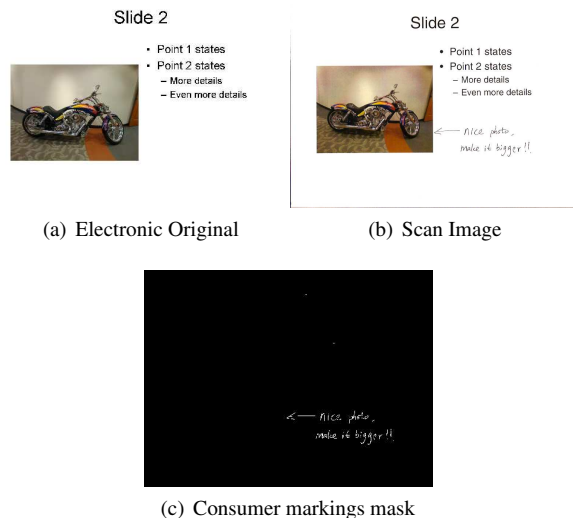 Slide 2
• Point 1 states
• Point 2 states
– More details
– Even more details
(a) Electronic Original
Slide 2
• Point 1 states
• Point 2 states
– More details
– Even more details
← nice photo,
make it bigger!!
(b) Scan Image
← nice photo,
make it bigger!!
(c) Consumer markings mask